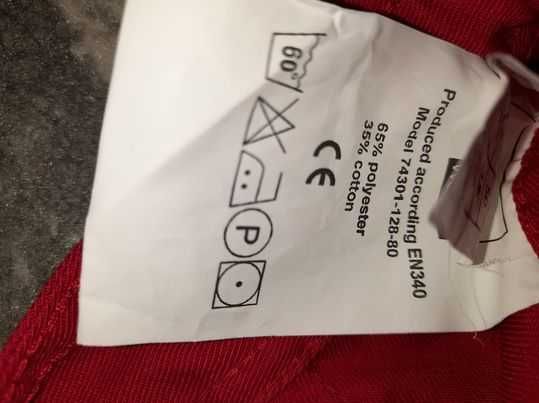 Produced according EN340
Model 74301-128-80
65% polyester
35% cotton
CE
60°
P